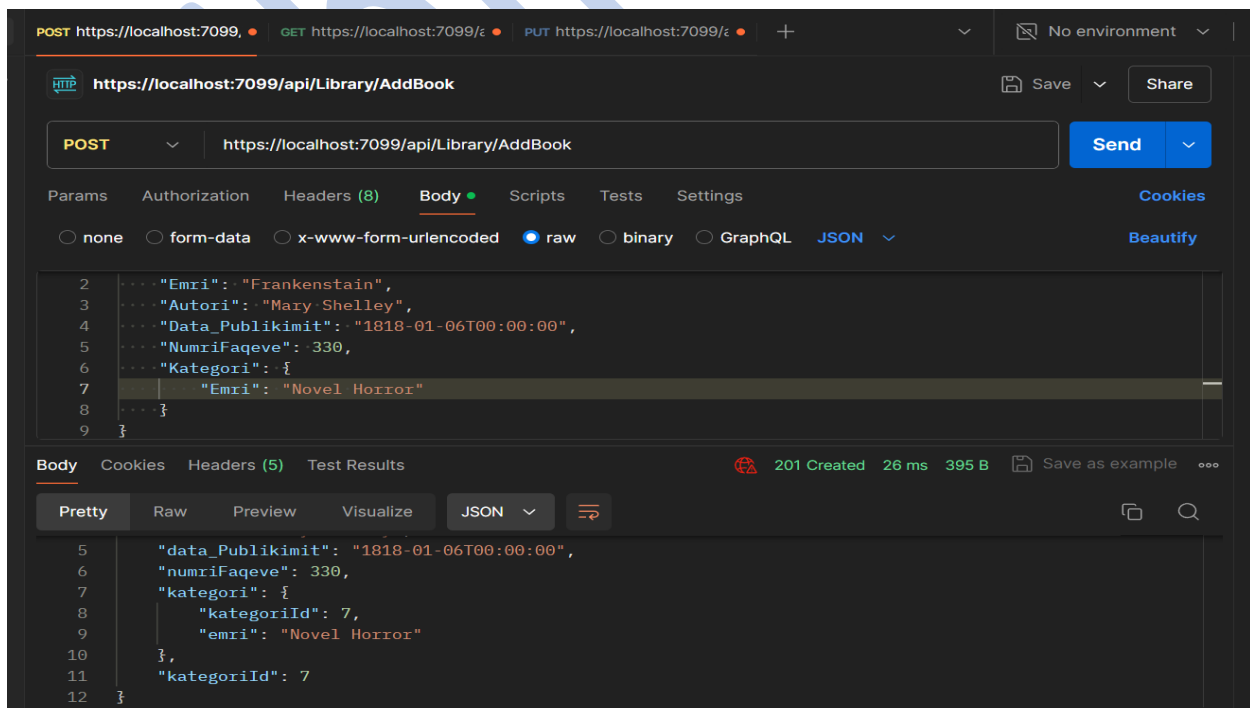 POST https://localhost:7099, GET https://localhost:7099/a PUT https://localhost:7099/a No environment
HTTP https://localhost:7099/api/Library/AddBook Save Share
POST https://localhost:7099/api/Library/AddBook Send
Params Authorization Headers (8) Body Scripts Tests Settings Cookies
none form-data x-www-form-urlencoded raw binary GraphQL JSON Beautify
2 "Emri": "Frankenstain",
3 "Autori": "Mary Shelley",
4 "Data_Publikimit": "1818-01-06T00:00:00",
5 "NumriFaqeve": 330,
6 "Kategori": {
7 "Emri": "Novel Horror"
8 }
9 }
Body Cookies Headers (5) Test Results 201 Created 26 ms 395 B Save as example
Pretty Raw Preview Visualize JSON
5 "data_Publikimit": "1818-01-06T00:00:00",
6 "numriFaqeve": 330,
7 "kategori": {
8 "kategoriId": 7,
9 "emri": "Novel Horror"
10 },
11 "kategoriId": 7
12 }